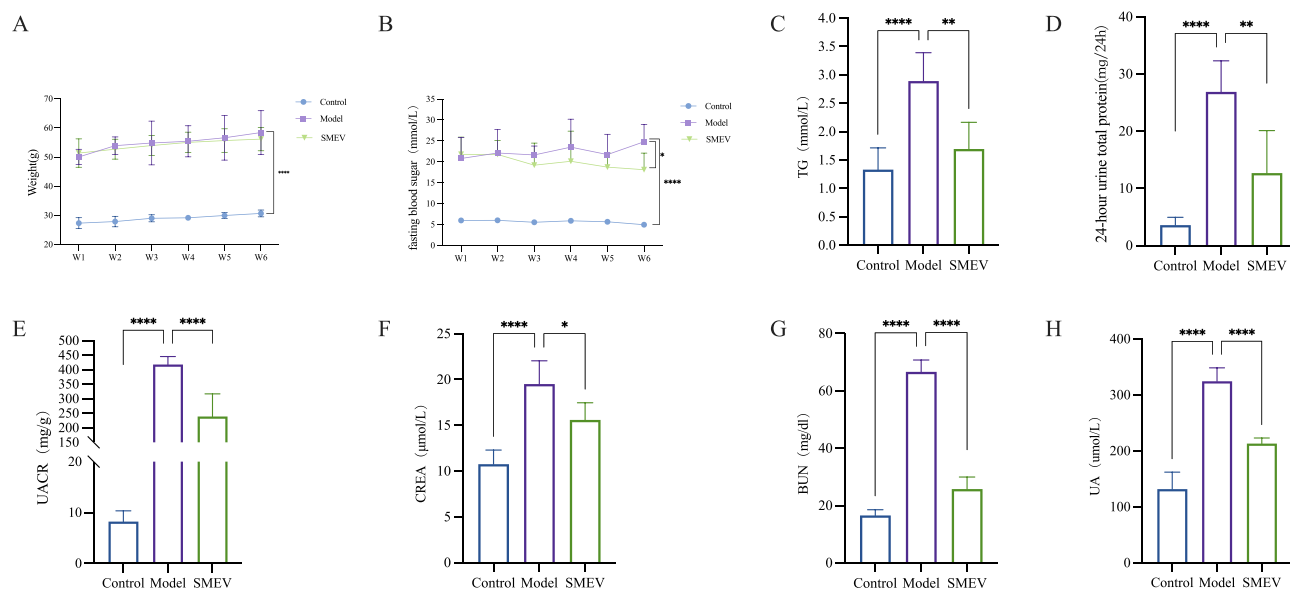 A
Weight(g)
70
60
50
40
30
20
W1 W2 W3 W4 W5 W6
Control
Model
SMEV
****
B
fasting blood sugar（mmol/L）
35
30
25
20
15
10
5
0
W1 W2 W3 W4 W5 W6
Control
Model
SMEV
*
****
C
TG（mmol/L）
4.0
3.5
3.0
2.5
2.0
1.5
1.0
0.5
0.0
**** **
Control Model SMEV
D
24-hour urine total protein(mg/24h)
40
30
20
10
0
**** **
Control Model SMEV
E
UACR（mg/g）
500
450
400
350
300
250
200
150
20
10
0
**** ****
Control Model SMEV
F
CREA（μmol/L）
25
20
15
10
5
0
**** *
Control Model SMEV
G
BUN（mg/dl）
80
60
40
20
0
**** ****
Control Model SMEV
H
UA（umol/L）
400
300
200
100
0
**** ****
Control Model SMEV